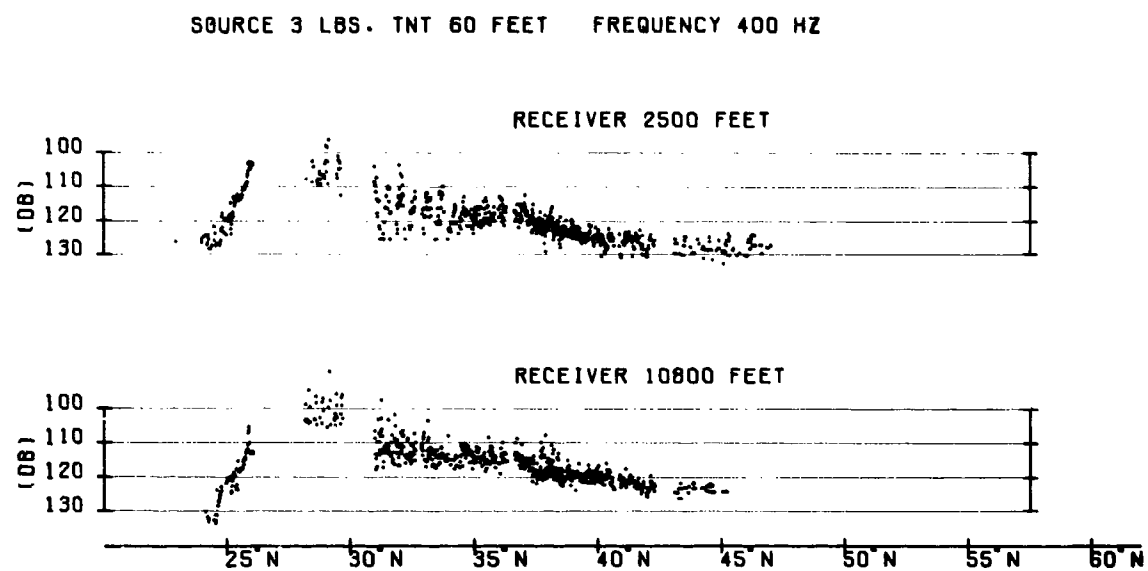 SOURCE 3 LBS. TNT 60 FEET FREQUENCY 400 HZ
RECEIVER 2500 FEET
100
110
120
130
(DB)
RECEIVER 10800 FEET
100
110
120
130
(DB)
25°N 30°N 35°N 40°N 45°N 50°N 55°N 60°N